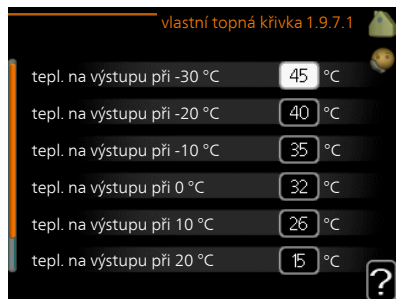 vlastní topná křivka 1.9.7.1
tepl. na výstupu při -30 °C 45 °C
tepl. na výstupu při -20 °C 40 °C
tepl. na výstupu při -10 °C 35 °C
tepl. na výstupu při 0 °C 32 °C
tepl. na výstupu při 10 °C 26 °C
tepl. na výstupu při 20 °C 15 °C
?